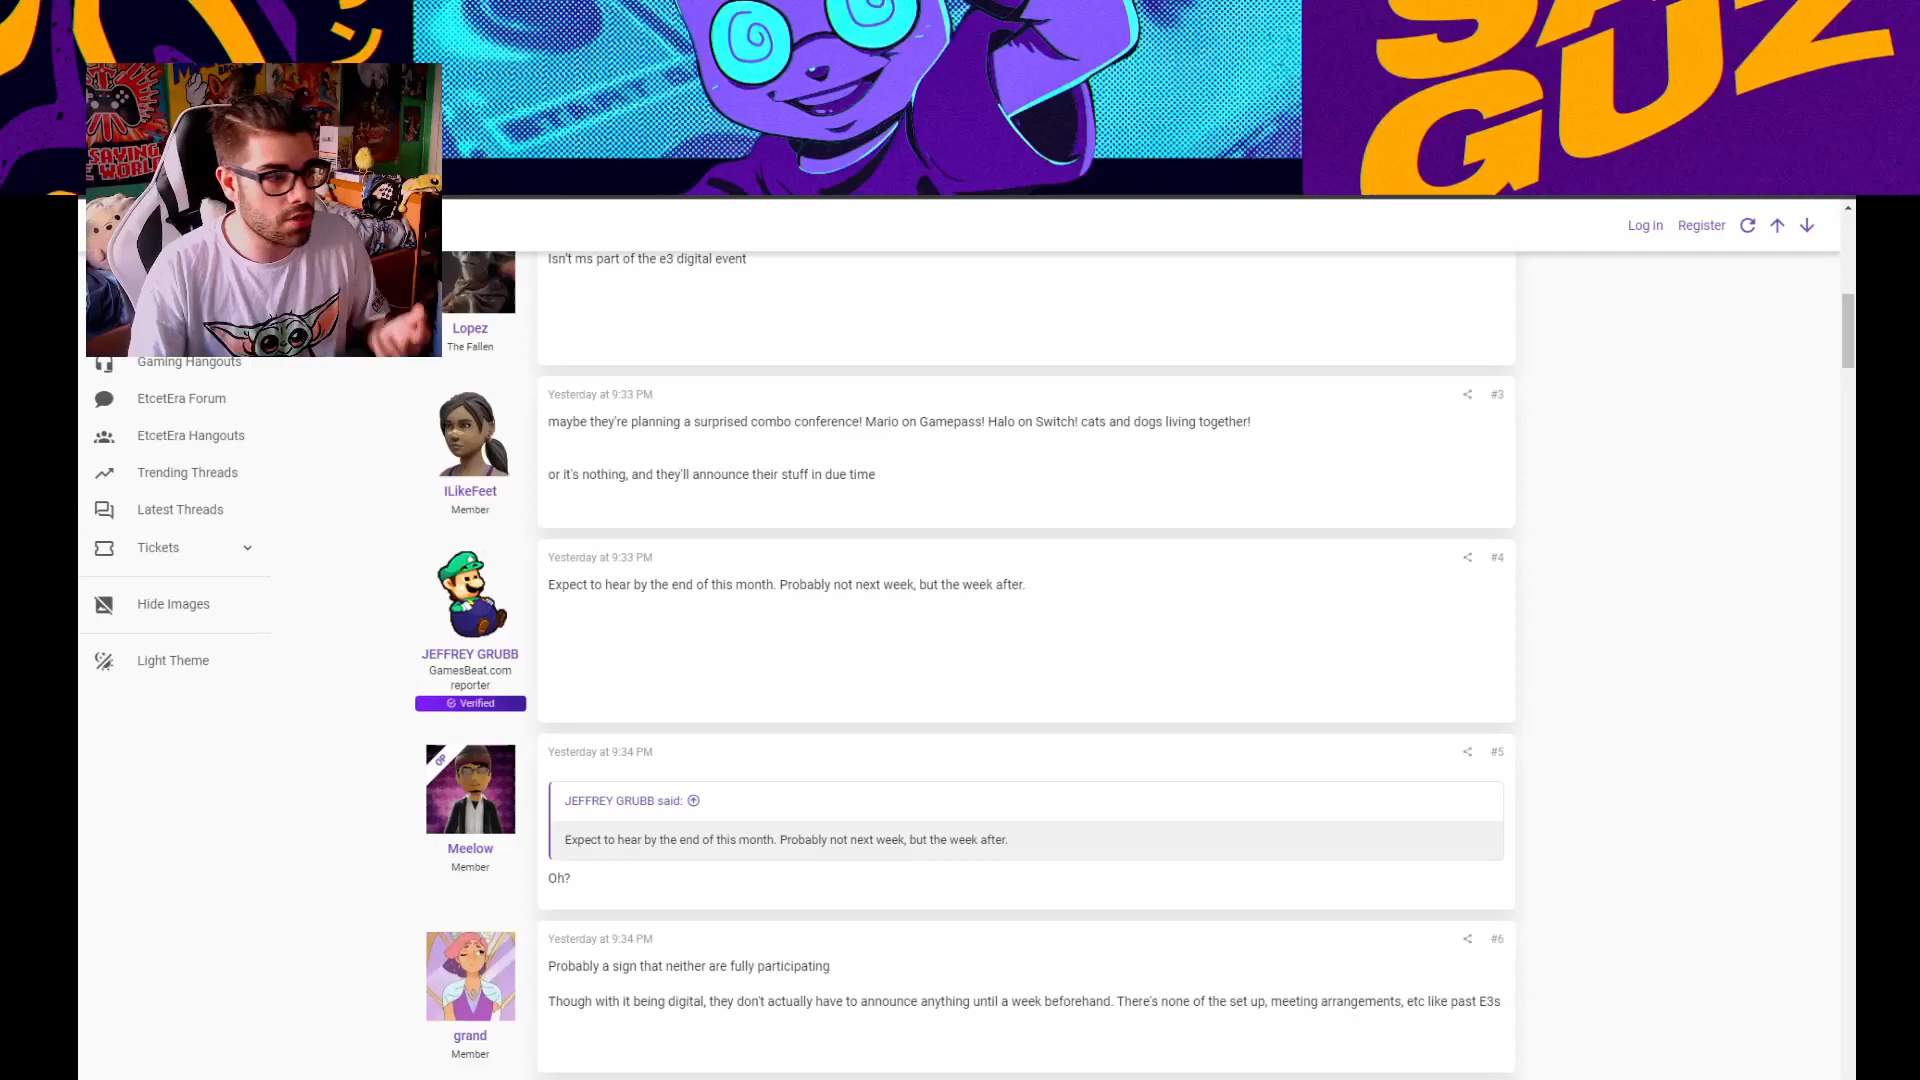 START
SA
GUZ
SAVING
WORLD
Log in Register
Isn't ms part of the e3 digital event
Lopez
The Fallen
Gaming Hangouts
EtcetEra Forum
EtcetEra Hangouts
Trending Threads
Latest Threads
Tickets
Hide Images
Light Theme
Yesterday at 9:33 PM #3
maybe they're planning a surprised combo conference! Mario on Gamepass! Halo on Switch! cats and dogs living together!
or it's nothing, and they'll announce their stuff in due time
ILikeFeet
Member
Yesterday at 9:33 PM #4
Expect to hear by the end of this month. Probably not next week, but the week after.
JEFFREY GRUBB
GamesBeat.com
reporter
Verified
Yesterday at 9:34 PM #5
OP
JEFFREY GRUBB said:
Expect to hear by the end of this month. Probably not next week, but the week after.
Oh?
Meelow
Member
Yesterday at 9:34 PM #6
Probably a sign that neither are fully participating
Though with it being digital, they don't actually have to announce anything until a week beforehand. There's none of the set up, meeting arrangements, etc like past E3s
grand
Member